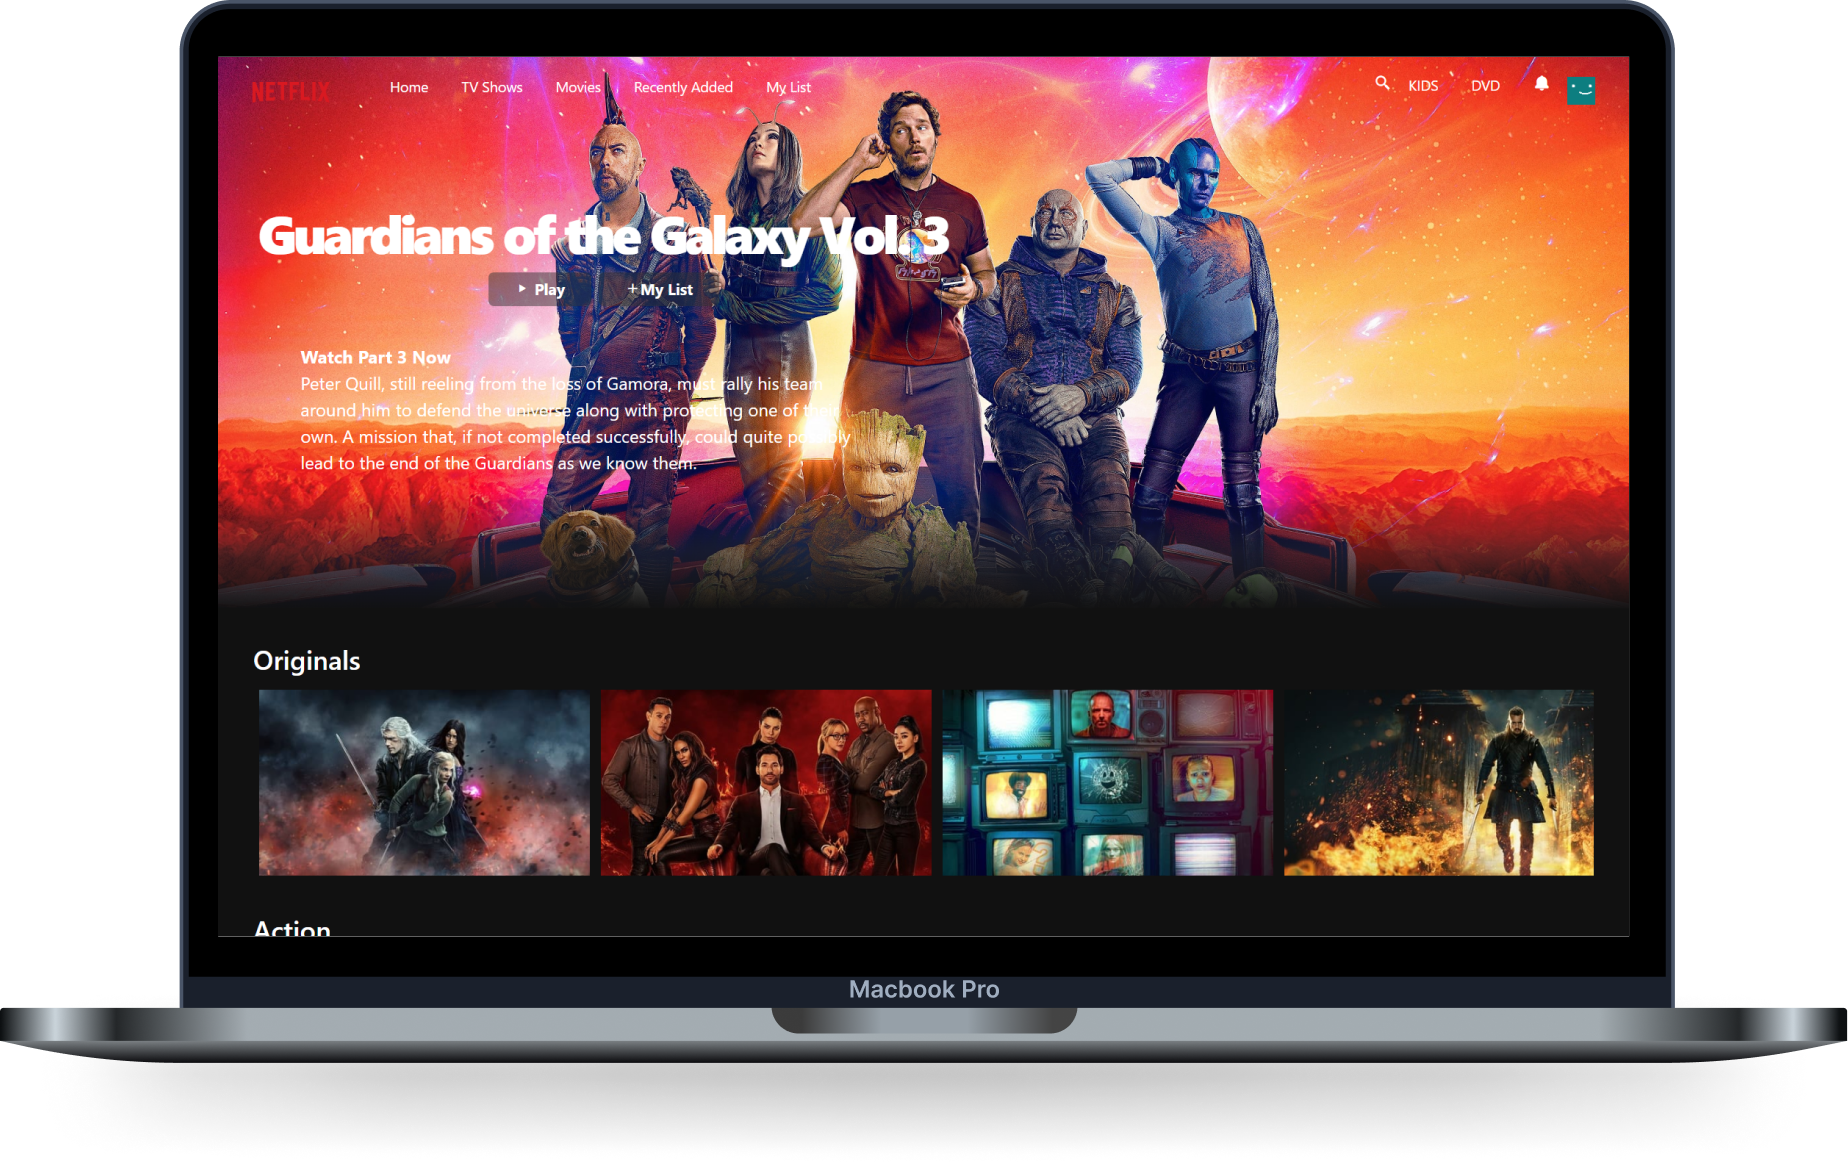 NETFLIX
Home
TV Shows
Movies
Recently Added
My List
KIDS
DVD
Guardians of the Galaxy Vol. 3
Play
+ My List
Watch Part 3 Now
Peter Quill, still reeling from the loss of Gamora, must rally his team
around him to defend the universe along with protecting one of their
own. A mission that, if not completed successfully, could quite possibly
lead to the end of the Guardians as we know them.
Originals
Action
Macbook Pro